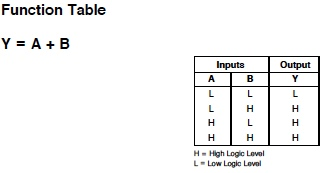 Function Table
Y = A + B
Inputs Output
A B Y
L L L
L H H
H L H
H H H
H = High Logic Level
L = Low Logic Level